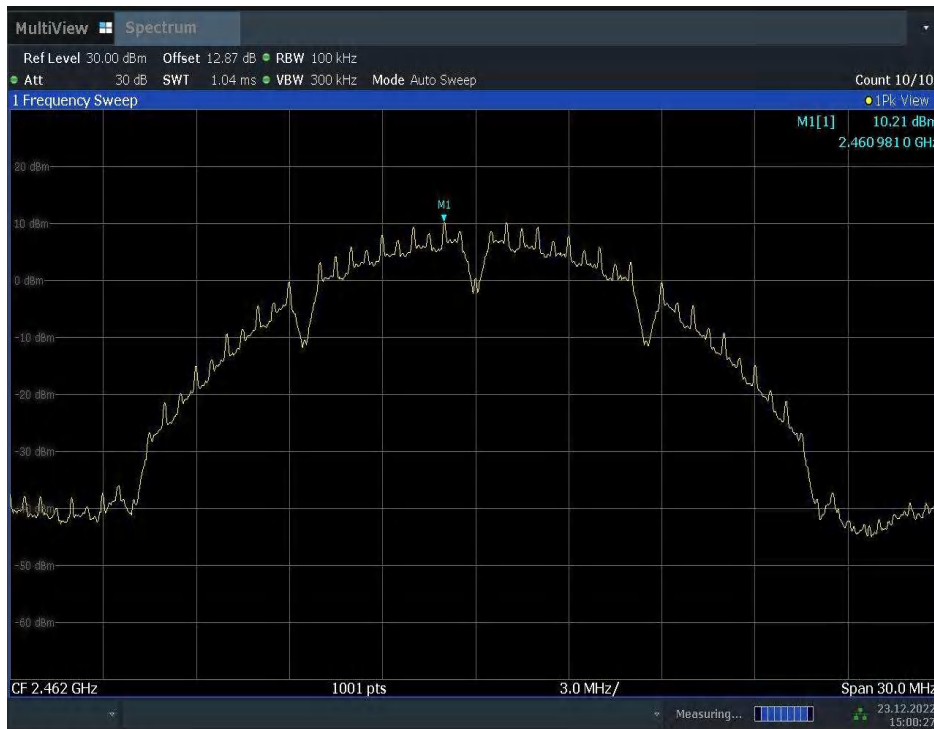 MultiView Spectrum
Ref Level 30.00 dBm Offset 12.87 dB RBW 100 kHz
Att 30 dB SWT 1.04 ms VBW 300 kHz Mode Auto Sweep Count 10/10
1 Frequency Sweep 1Pk View
M1[1] 10.21 dBm
2.460 981 0 GHz
20 dBm
M1
10 dBm
0 dBm
-10 dBm
-20 dBm
-30 dBm
-40 dBm
-50 dBm
-60 dBm
CF 2.462 GHz 1001 pts 3.0 MHz/ Span 30.0 MHz
Measuring... 23.12.2022
15:00:27